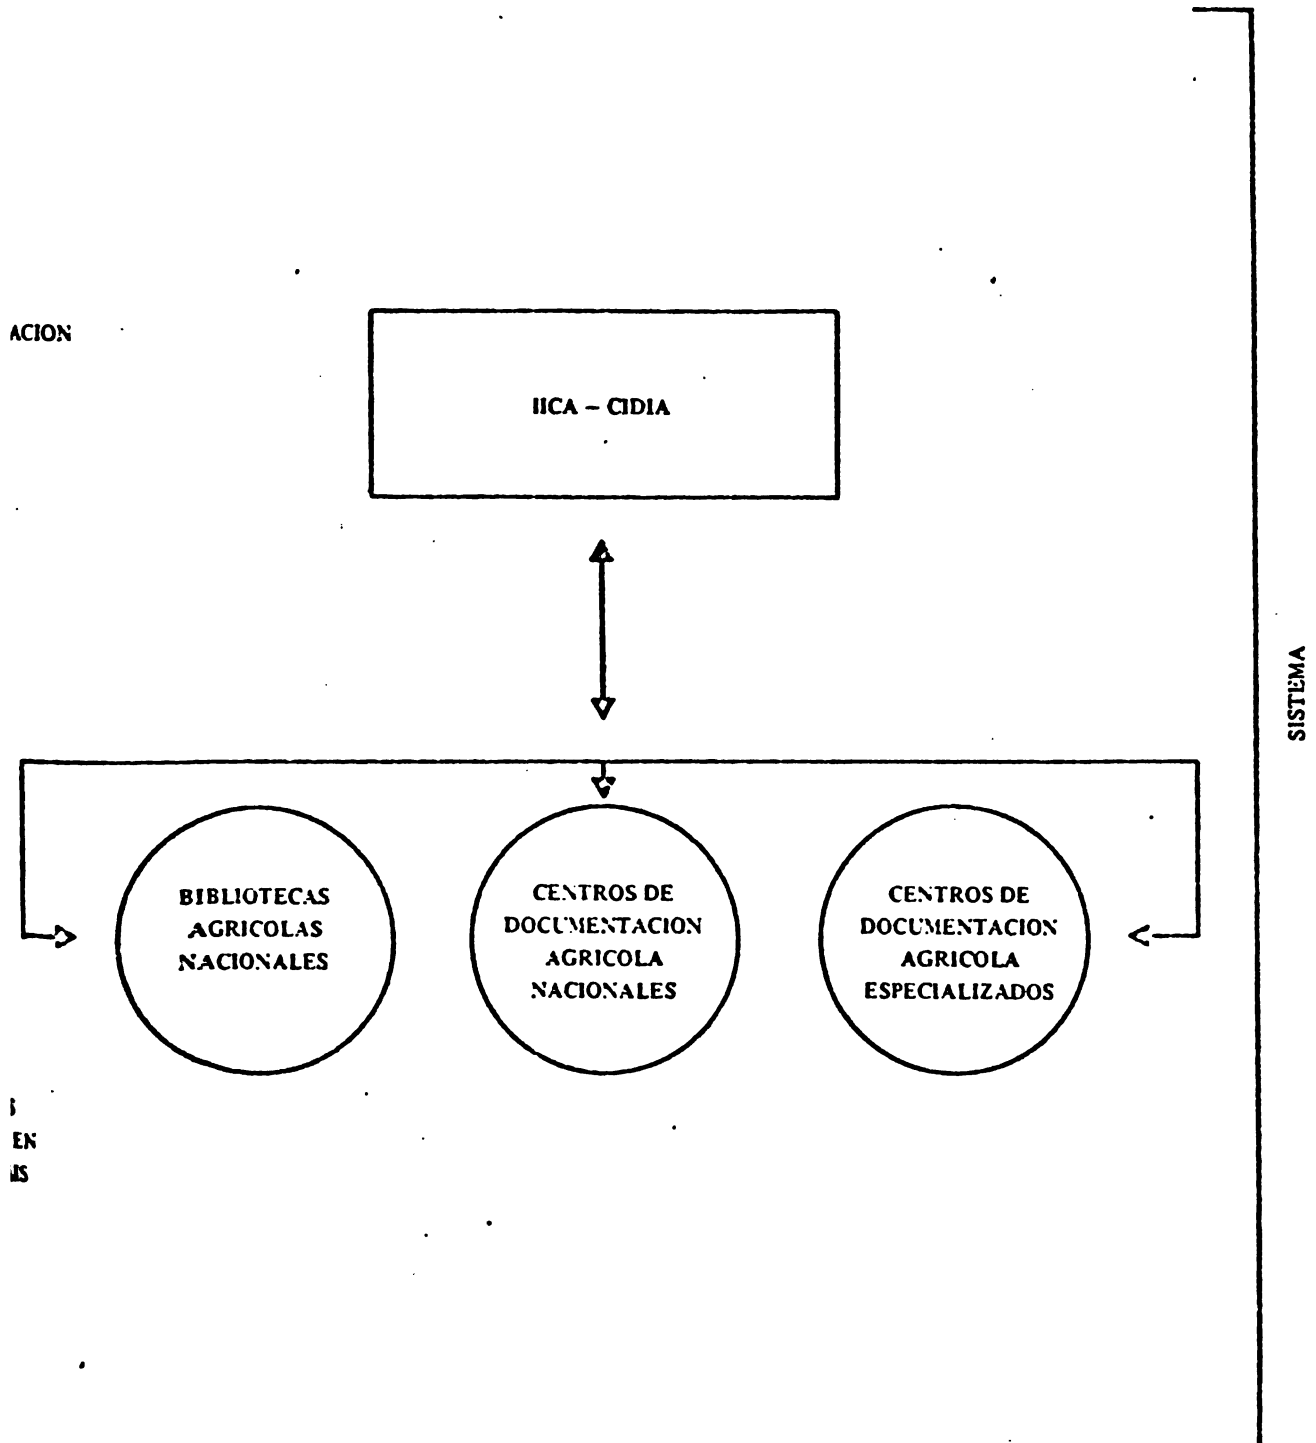 ACION
IICA – CIDIA
SISTEMA
BIBLIOTECAS
AGRICOLAS
NACIONALES
CENTROS DE
DOCUMENTACION
AGRICOLA
NACIONALES
CENTROS DE
DOCUMENTACION
AGRICOLA
ESPECIALIZADOS
EN